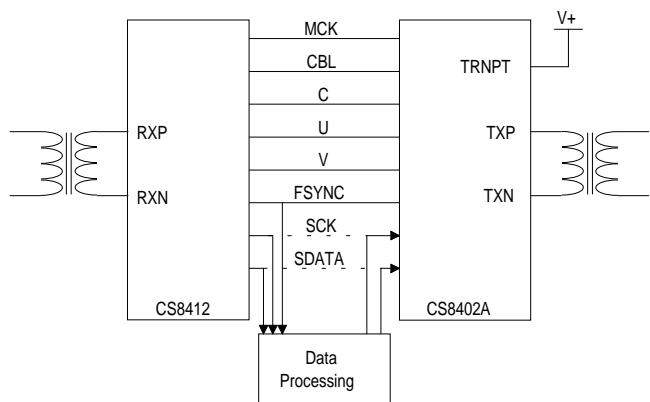 MCK
V+
CBL
TRNPT
C
RXP
U
TXP
V
RXN
FSYNC
TXN
SCK
SDATA
CS8412
CS8402A
Data
Processing